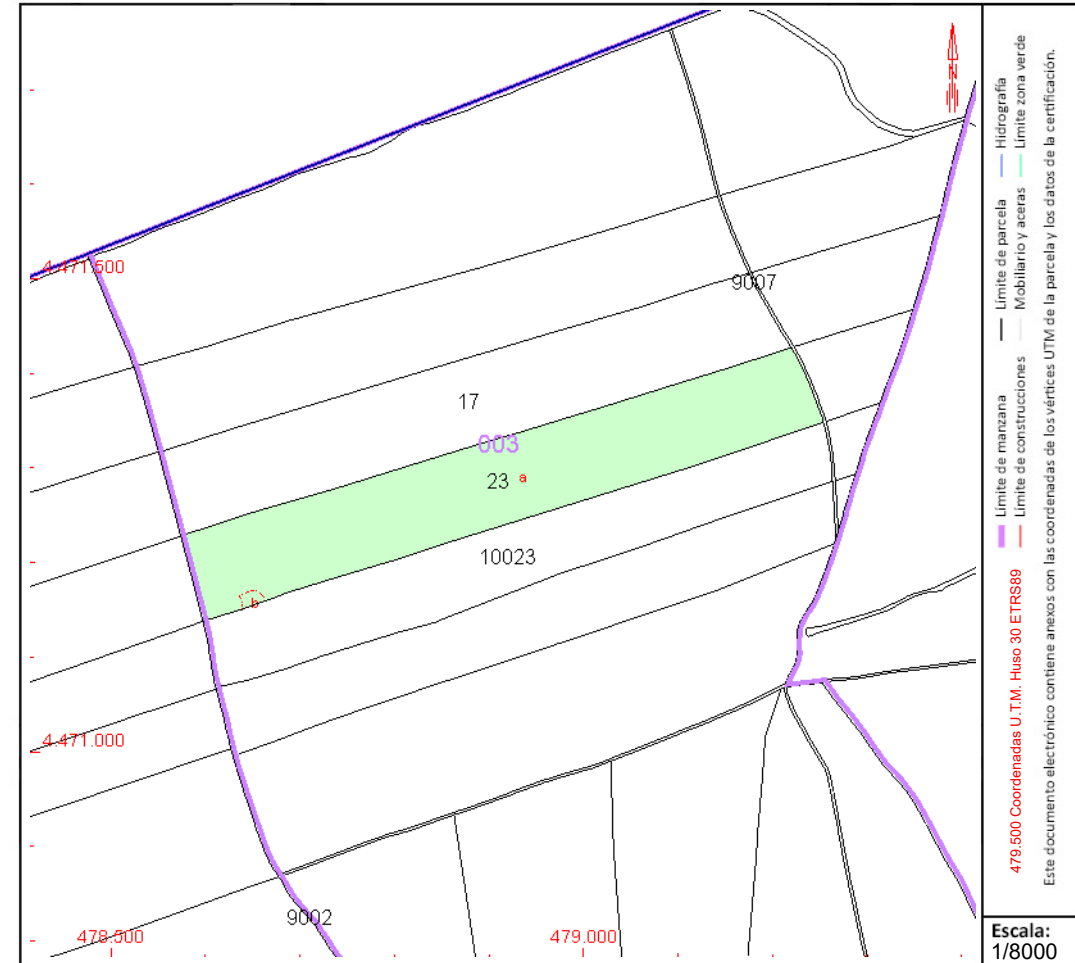 N
4.471.500
9007
17
003
23 a
10023
b
4.471.000
9002
478.500
479.000
Límite de manzana
Límite de parcela
Hidrografía
479.500 Coordenadas U.T.M. Huso 30 ETRS89
Límite de construcciones
Mobiliario y aceras
Límite zona verde
Este documento electrónico contiene anexos con las coordenadas de los vértices UTM de la parcela y los datos de la certificación.
Escala:
1/8000